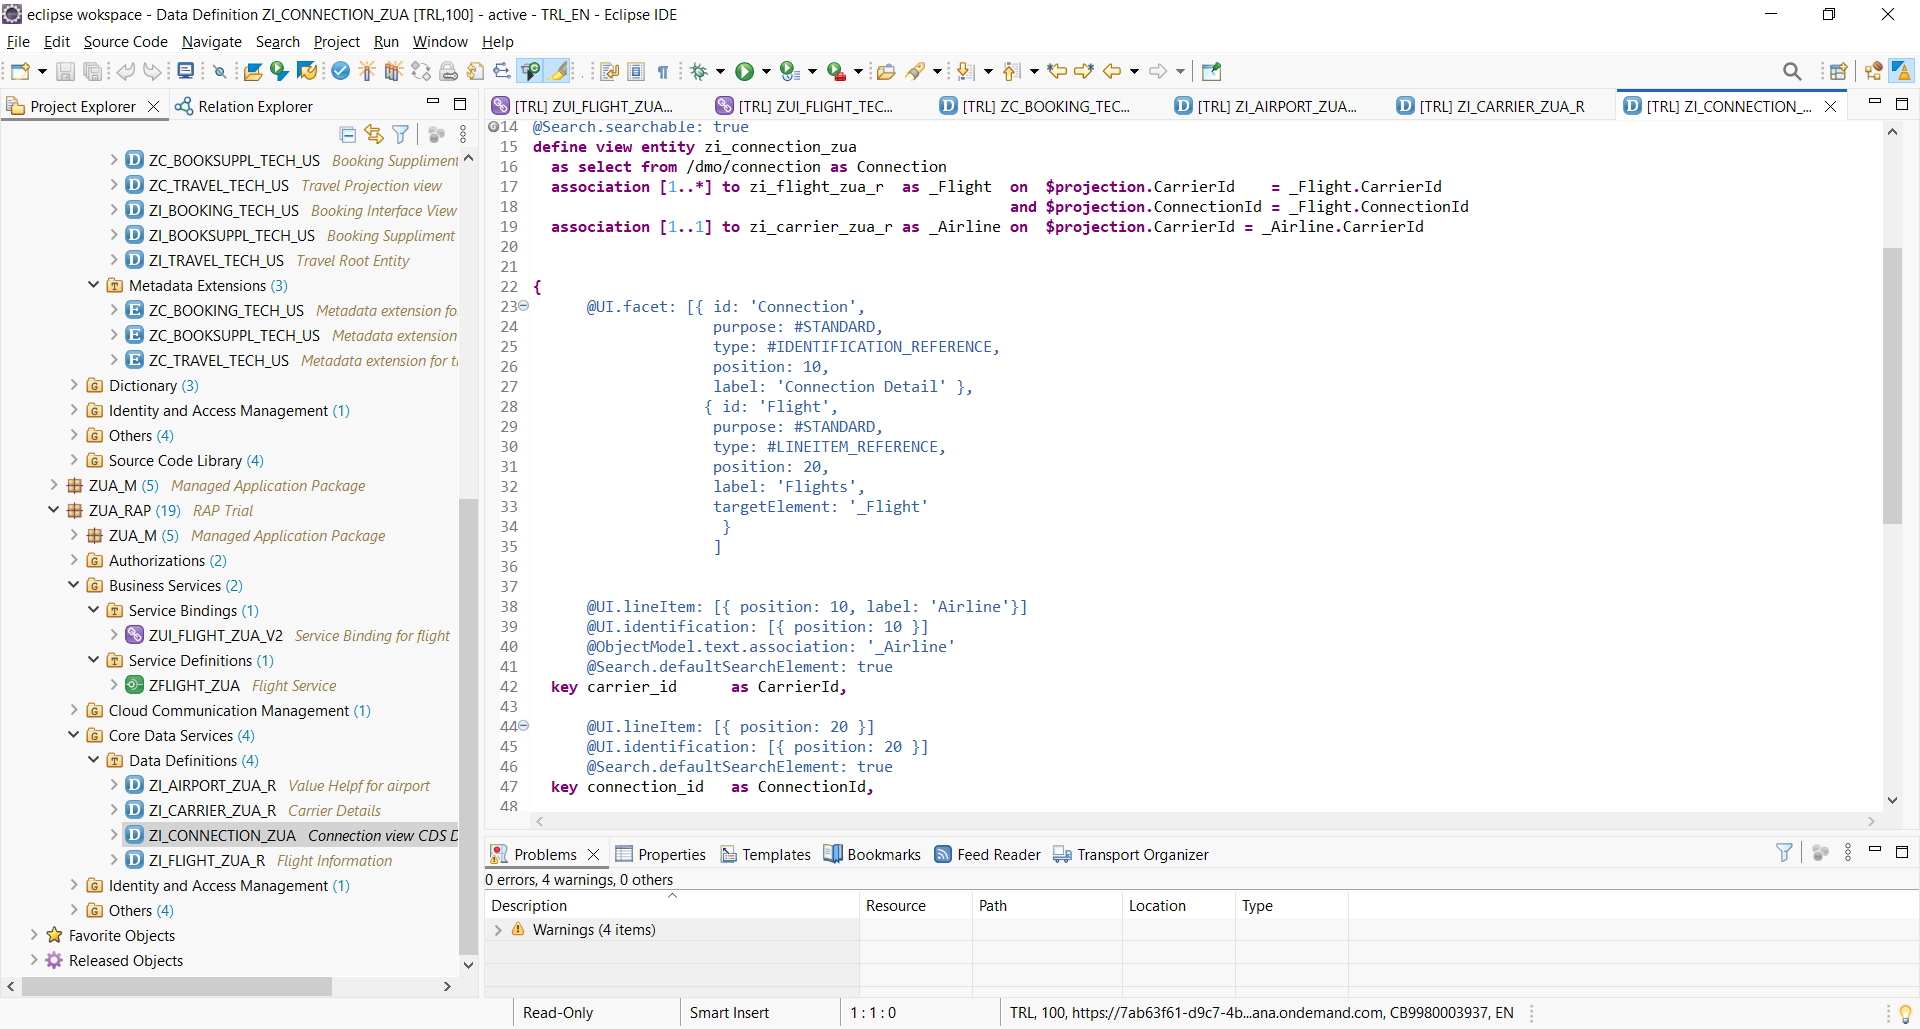 eclipse wokspace - Data Definition ZI_CONNECTION_ZUA [TRL,100] - active - TRL_EN - Eclipse IDE
File Edit Source Code Navigate Search Project Run Window Help
Project Explorer Relation Explorer
ZC_BOOKSUPPL_TECH_US Booking Suppliment
ZC_TRAVEL_TECH_US Travel Projection view
ZI_BOOKING_TECH_US Booking Interface View
ZI_BOOKSUPPL_TECH_US Booking Suppliment
ZI_TRAVEL_TECH_US Travel Root Entity
Metadata Extensions (3)
ZC_BOOKING_TECH_US Metadata extension fo
ZC_BOOKSUPPL_TECH_US Metadata extension
ZC_TRAVEL_TECH_US Metadata extension for t
Dictionary (3)
Identity and Access Management (1)
Others (4)
Source Code Library (4)
ZUA_M (5) Managed Application Package
ZUA_RAP (19) RAP Trial
ZUA_M (5) Managed Application Package
Authorizations (2)
Business Services (2)
Service Bindings (1)
ZUI_FLIGHT_ZUA_V2 Service Binding for flight
Service Definitions (1)
ZFLIGHT_ZUA Flight Service
Cloud Communication Management (1)
Core Data Services (4)
Data Definitions (4)
ZI_AIRPORT_ZUA_R Value Helpf for airport
ZI_CARRIER_ZUA_R Carrier Details
ZI_CONNECTION_ZUA Connection view CDS D
ZI_FLIGHT_ZUA_R Flight Information
Identity and Access Management (1)
Others (4)
Favorite Objects
Released Objects
[TRL] ZUI_FLIGHT_ZUA... [TRL] ZUI_FLIGHT_TEC... [TRL] ZC_BOOKING_TEC... [TRL] ZI_AIRPORT_ZUA... [TRL] ZI_CARRIER_ZUA_R [TRL] ZI_CONNECTION_...
14 @Search.searchable: true
15 define view entity zi_connection_zua
16 as select from /dmo/connection as Connection
17 association [1..*] to zi_flight_zua_r as _Flight on $projection.CarrierId = _Flight.CarrierId
18 and $projection.ConnectionId = _Flight.ConnectionId
19 association [1..1] to zi_carrier_zua_r as _Airline on $projection.CarrierId = _Airline.CarrierId
20
21
22 {
23 @UI.facet: [{ id: 'Connection',
24 purpose: #STANDARD,
25 type: #IDENTIFICATION_REFERENCE,
26 position: 10,
27 label: 'Connection Detail' },
28 { id: 'Flight',
29 purpose: #STANDARD,
30 type: #LINEITEM_REFERENCE,
31 position: 20,
32 label: 'Flights',
33 targetElement: '_Flight'
34 }
35 ]
36
37
38 @UI.lineItem: [{ position: 10, label: 'Airline'}]
39 @UI.identification: [{ position: 10 }]
40 @ObjectModel.text.association: '_Airline'
41 @Search.defaultSearchElement: true
42 key carrier_id as CarrierId,
43
44 @UI.lineItem: [{ position: 20 }]
45 @UI.identification: [{ position: 20 }]
46 @Search.defaultSearchElement: true
47 key connection_id as ConnectionId,
48
Problems Properties Templates Bookmarks Feed Reader Transport Organizer
0 errors, 4 warnings, 0 others
Description Resource Path Location Type
Warnings (4 items)
Read-Only Smart Insert 1 : 1 : 0 TRL, 100, https://7ab63f61-d9c7-4b...ana.ondemand.com, CB9980003937, EN